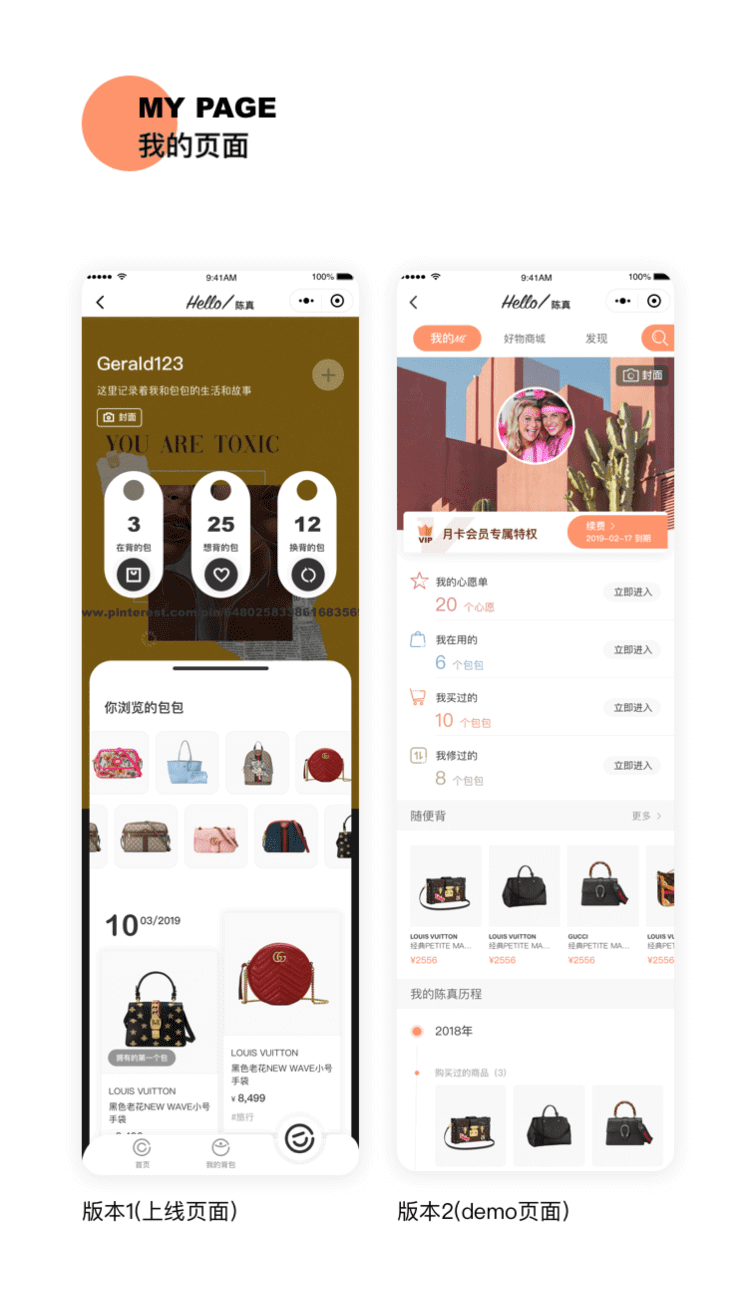 MY PAGE
我的页面
9:41AM
100%
Hello/陈真
Gerald123
这里记录着我和包包的生活和故事
封面
YOU ARE TOXIC
3
在背的包
25
想背的包
12
换背的包
你浏览的包包
10 03/2019
拥有的第一个包
LOUIS VUITTON
黑色老花NEW WAVE小号
手袋
LOUIS VUITTON
黑色老花NEW WAVE小号
手袋
¥ 8,499
#旅行
首页
我的背包
版本1(上线页面)
9:41AM
100%
Hello/陈真
我的ME
好物商城
发现
封面
VIP
月卡会员专属特权
续费 >
2019-02-17 到期
我的心愿单
20 个心愿
立即进入
我在用的
6 个包包
立即进入
我买过的
10 个包包
立即进入
我修过的
8 个包包
立即进入
随便背
更多 >
LOUIS VUITTON
经典PETITE MA...
¥2556
LOUIS VUITTON
经典PETITE MA...
¥2556
GUCCI
经典PETITE MA...
¥2556
LOUIS VU
经典PET
¥2556
我的陈真历程
2018年
购买过的商品（3）
版本2(demo页面)